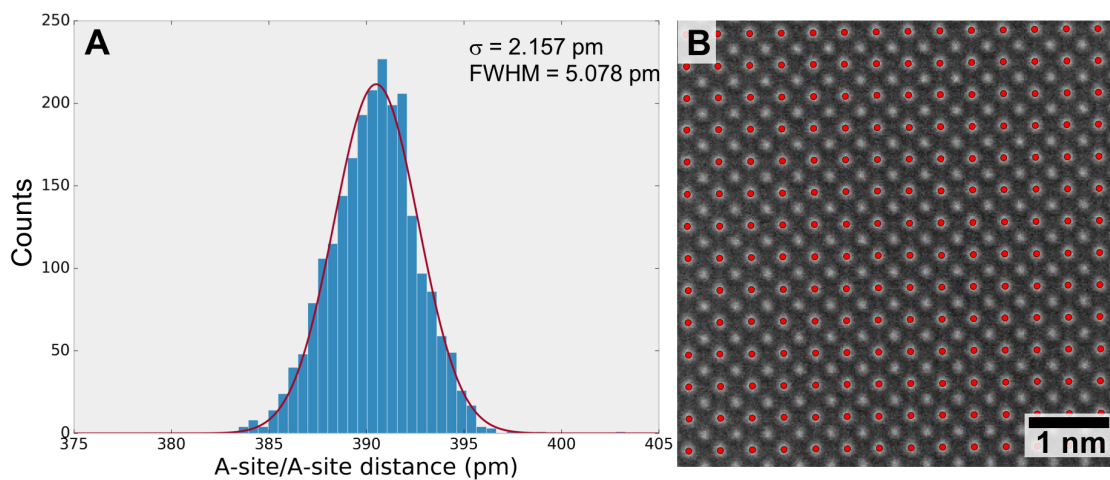 A
σ = 2.157 pm
FWHM = 5.078 pm
250
200
150
100
50
0
Counts
375 380 385 390 395 400 405
A-site/A-site distance (pm)
B
1 nm